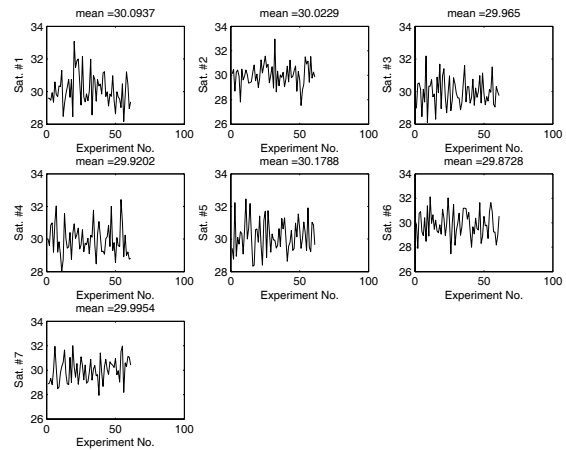 mean =30.0937
mean =30.0229
mean =29.965
34
32
30
28
Sat. #1
0
50
100
Experiment No.
34
32
30
28
26
Sat. #2
0
50
100
Experiment No.
34
32
30
28
Sat. #3
0
50
100
Experiment No.
mean =29.9202
mean =30.1788
mean =29.8728
34
32
30
28
Sat. #4
0
50
100
Experiment No.
34
32
30
28
Sat. #5
0
50
100
Experiment No.
34
32
30
28
26
Sat. #6
0
50
100
Experiment No.
mean =29.9954
34
32
30
28
26
Sat. #7
0
50
100
Experiment No.